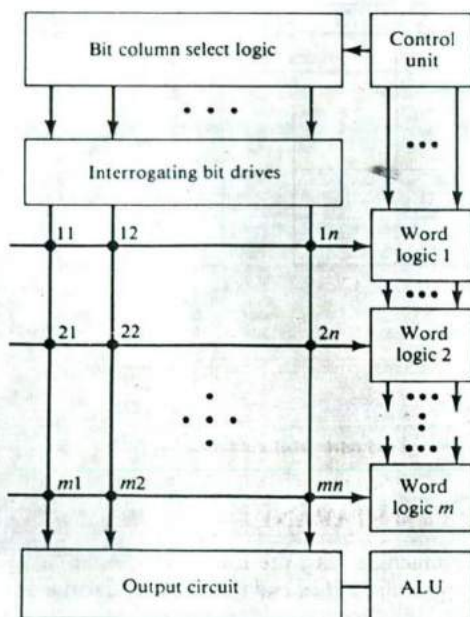 Bit column select logic
Control
unit
Interrogating bit drives
11 12 1n
Word
logic 1
21 22 2n
Word
logic 2
m1 m2 mn
Word
logic m
Output circuit
ALU